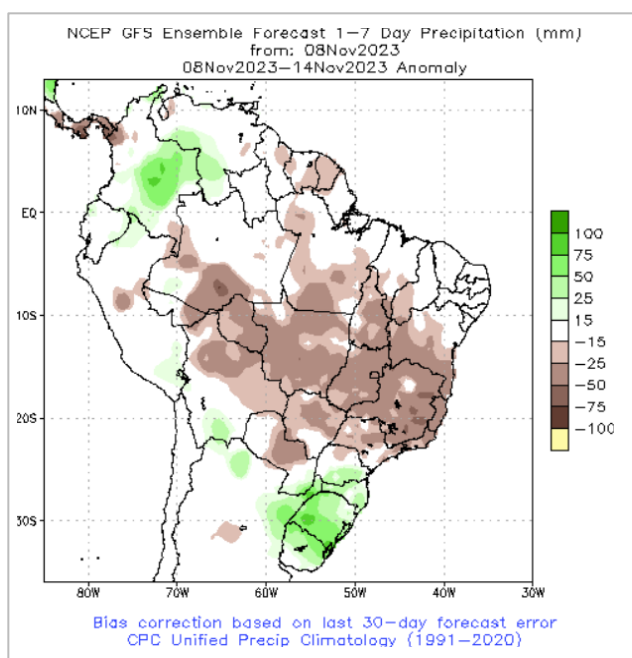 NCEP GFS Ensemble Forecast 1–7 Day Precipitation (mm)
from: 08Nov2023
08Nov2023–14Nov2023 Anomaly
10N
EQ
10S
20S
30S
80W
70W
60W
50W
40W
30W
100
75
50
25
15
-15
-25
-50
-75
-100
Bias correction based on last 30-day forecast error
CPC Unified Precip Climatology (1991-2020)